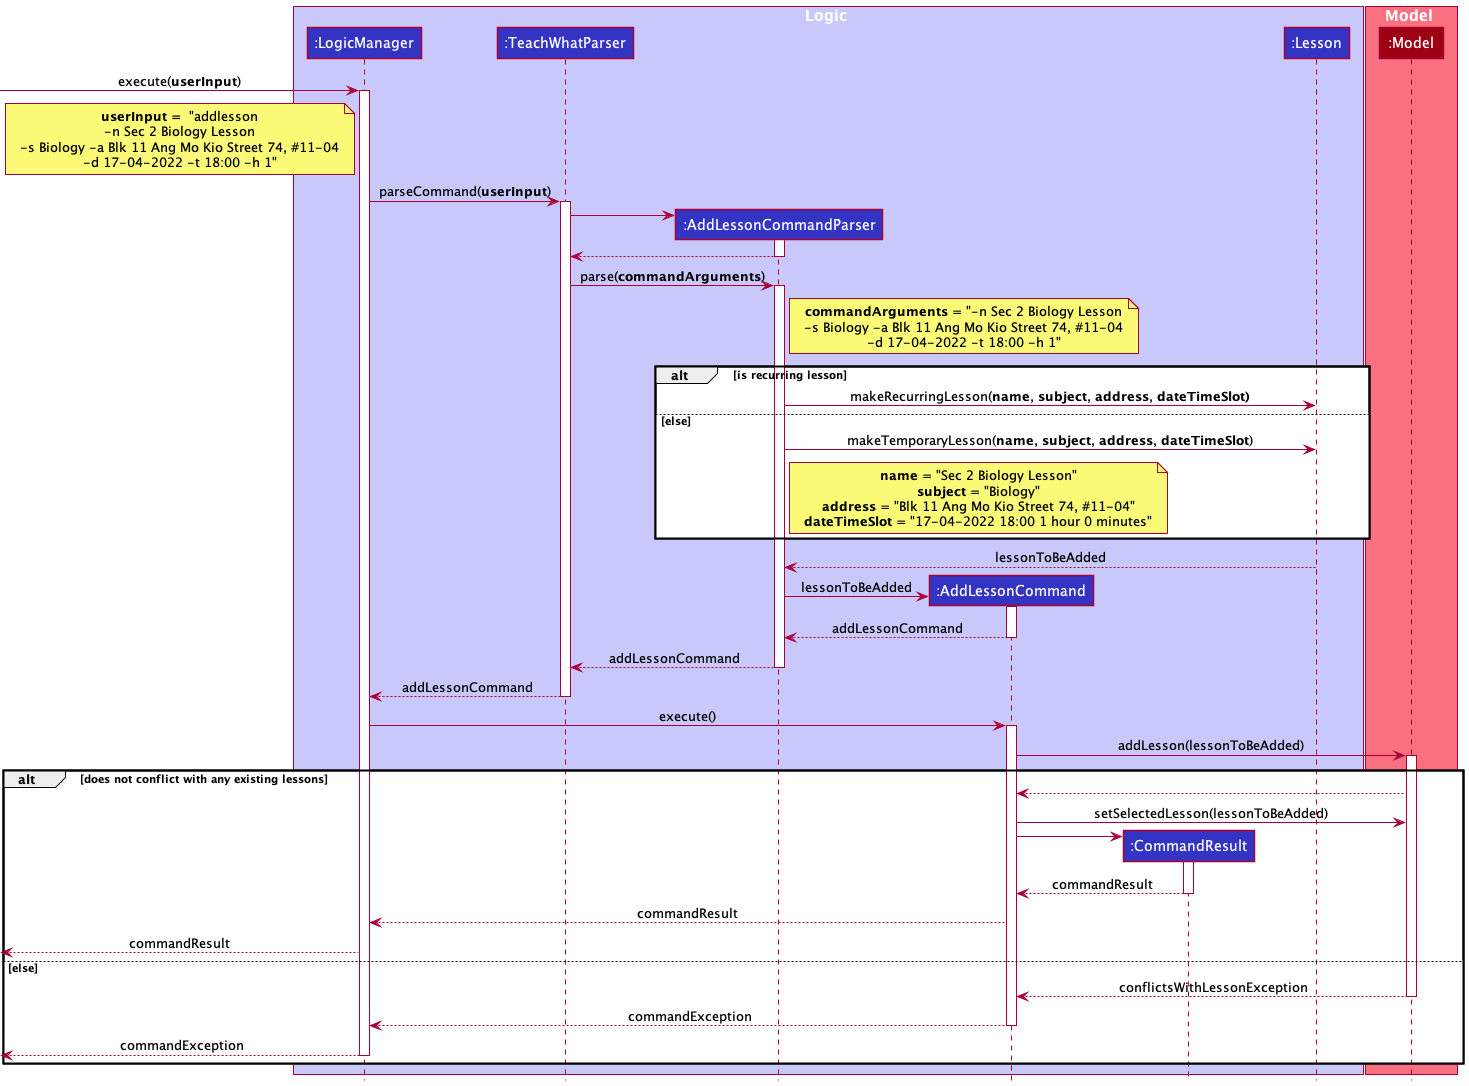 Logic
Model
:LogicManager
:TeachWhatParser
:Lesson
:Model
execute(userInput)
userInput = "addlesson
-n Sec 2 Biology Lesson
-s Biology -a Blk 11 Ang Mo Kio Street 74, #11-04
-d 17-04-2022 -t 18:00 -h 1"
parseCommand(userInput)
:AddLessonCommandParser
parse(commandArguments)
commandArguments = "-n Sec 2 Biology Lesson
-s Biology -a Blk 11 Ang Mo Kio Street 74, #11-04
-d 17-04-2022 -t 18:00 -h 1"
alt
[is recurring lesson]
makeRecurringLesson(name, subject, address, dateTimeSlot)
[else]
makeTemporaryLesson(name, subject, address, dateTimeSlot)
name = "Sec 2 Biology Lesson"
subject = "Biology"
address = "Blk 11 Ang Mo Kio Street 74, #11-04"
dateTimeSlot = "17-04-2022 18:00 1 hour 0 minutes"
lessonToBeAdded
lessonToBeAdded
:AddLessonCommand
addLessonCommand
addLessonCommand
addLessonCommand
execute()
addLesson(lessonToBeAdded)
alt
[does not conflict with any existing lessons]
setSelectedLesson(lessonToBeAdded)
:CommandResult
commandResult
commandResult
commandResult
[else]
conflictsWithLessonException
commandException
commandException